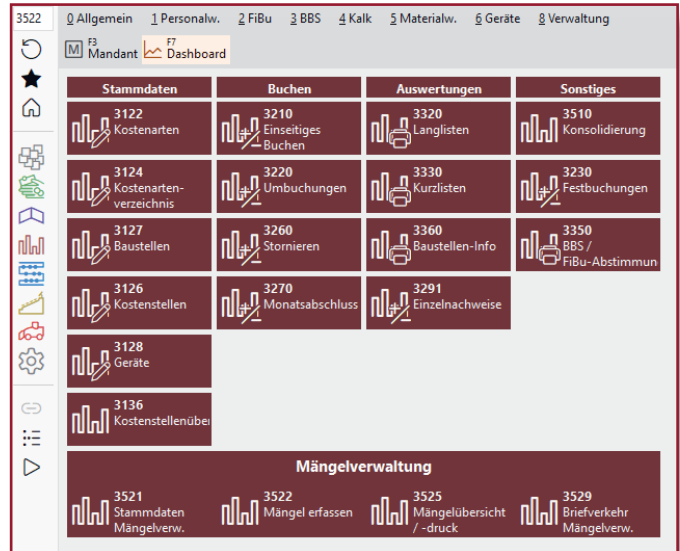 3522 0 Allgemein 1 Personalw. 2 FiBu 3 BBS 4 Kalk 5 Materialw. 6 Geräte 8 Verwaltung
M F3 Mandant F7 Dashboard
Stammdaten Buchen Auswertungen Sonstiges
3122 3210 3320 3510
Kostenarten Einseitiges Langlisten Konsolidierung
Buchen
3124 3220 3330 3230
Kostenarten- Umbuchungen Kurzlisten Festbuchungen
verzeichnis
3127 3260 3360 3350
Baustellen Stornieren Baustellen-Info BBS /
FiBu-Abstimmun
3126 3270 3291
Kostenstellen Monatsabschluss Einzelnachweise
3128
Geräte
3136
Kostenstellenüber
Mängelverwaltung
3521 3522 3525 3529
Stammdaten Mängel erfassen Mängelübersicht Briefverkehr
Mängelverw. / -druck Mängelverw.